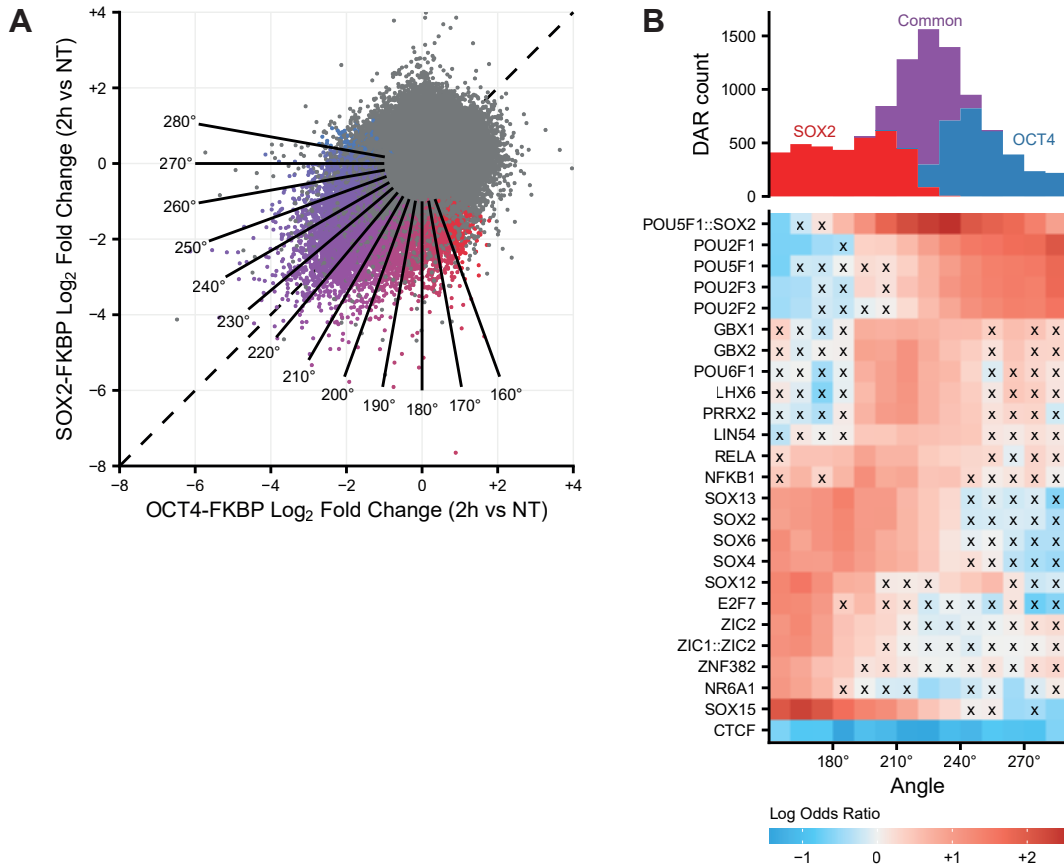 A
SOX2-FKBP Log2 Fold Change (2h vs NT)
+4
+2
0
−2
−4
−6
−8
280°
270°
260°
250°
240°
230°
220°
210°
200°
190°
180°
170°
160°
−8
−6
−4
−2
0
+2
+4
OCT4-FKBP Log2 Fold Change (2h vs NT)
B
DAR count
1500
1000
500
0
Common
SOX2
OCT4
POU5F1::SOX2 x x
POU2F1 x
POU5F1 x x x x x
POU2F3 x x x
POU2F2 x x x x
GBX1 x x x x x x x
GBX2 x x x x x x x
POU6F1 x x x x x x x x
LHX6 x x x x x x x x
PRRX2 x x x x x x x x
LIN54 x x x x x x x x
RELA x x x x x
NFKB1 x x x x x x x
SOX13 x x x x x
SOX2 x x x x x
SOX6 x x x x x
SOX4 x x x x x
SOX12 x x x x x x
E2F7 x x x x x x x x x x
ZIC2 x x x x x x x x
ZIC1::ZIC2 x x x x x x x x x
ZNF382 x x x x x x x x x x
NR6A1 x x x x x x x x
SOX15 x x x
CTCF
180°
210°
240°
270°
Angle
Log Odds Ratio
−1
0
+1
+2